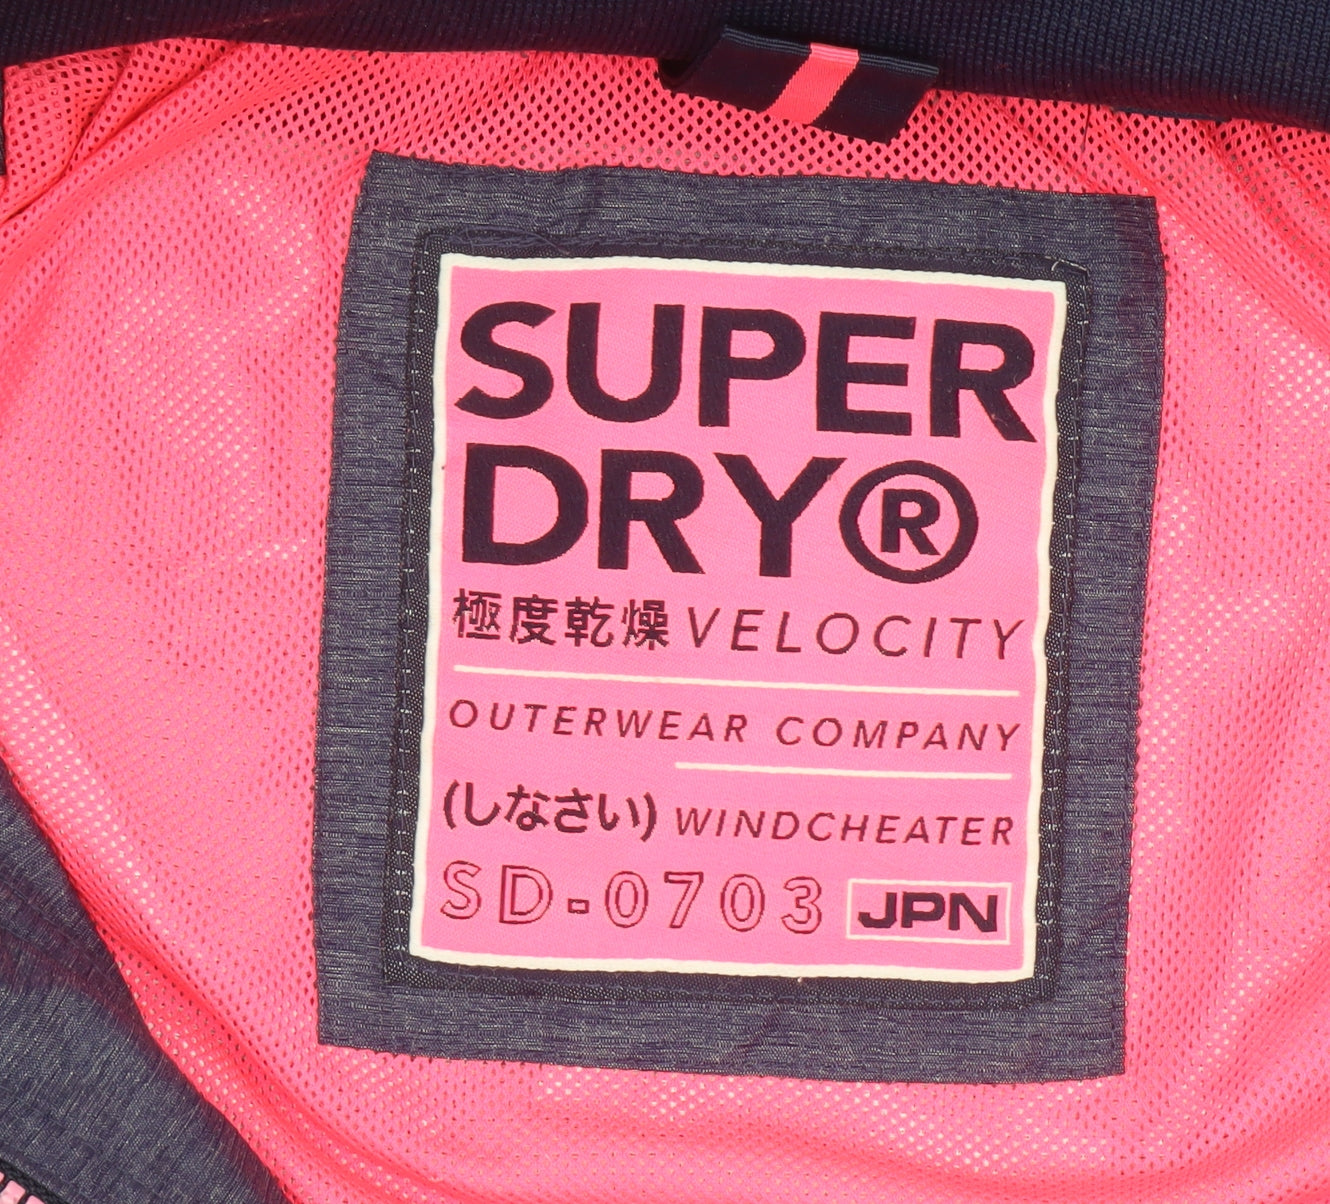 SUPER
DRY®
極度乾燥 VELOCITY
OUTERWEAR COMPANY
(しなさい) WINDCHEATER
SD-0703 JPN